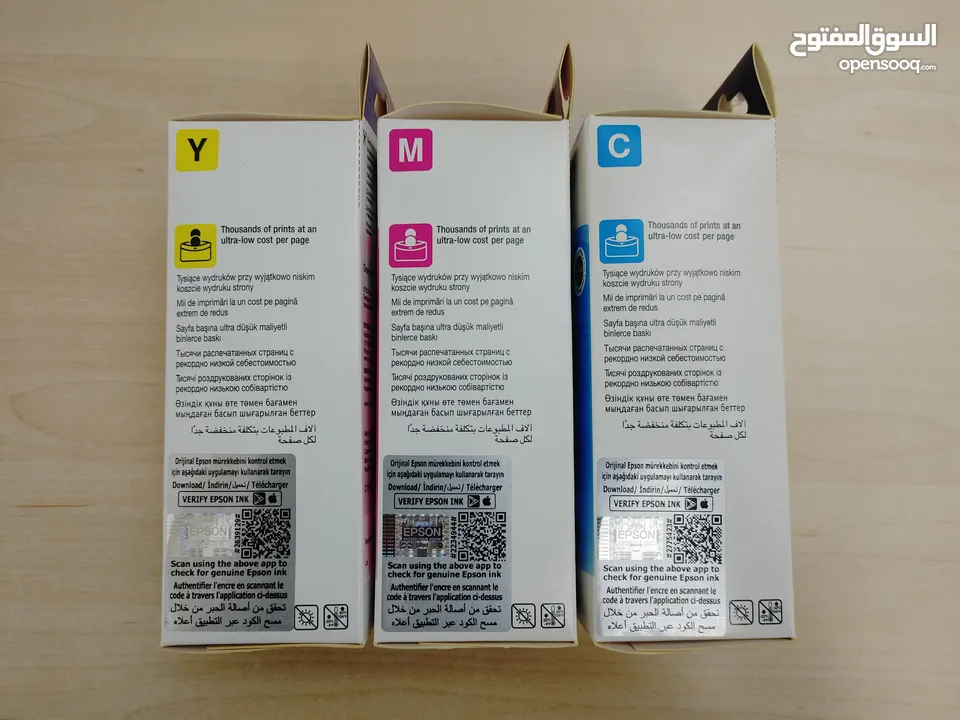 السوق المفتوح
opensooq.com
Y
Thousands of prints at an
ultra-low cost per page
Tysiące wydruków przy wyjątkowo niskim
koszcie wydruku strony
Mii de imprimări la un cost pe pagină
extrem de redus
Sayfa başına ultra düşük maliyetli
binlerce baskı
Тысячи распечатанных страниц с
рекордно низкой себестоимостью
Тисячі роздрукованих сторінок із
рекордно низькою собівартістю
Өзіндік құны өте төмен бағамен
мыңдаған басып шығарылған беттер
آلاف المطبوعات بتكلفة منخفضة جدًا
لكل صفحة
Orijinal Epson mürekkebini kontrol etmek
için aşağıdaki uygulamayı kullanarak tarayın
Download/ İndirin/تحميل/ Télécharger
VERIFY EPSON INK
EPSON
Scan using the above app to
check for genuine Epson ink
Authentifier l'encre en scannant le
code à travers l'application ci-dessus
تحقق من أصالة الحبر من خلال
مسح الكود عبر التطبيق أعلاه
M
Thousands of prints at an
ultra-low cost per page
Tysiące wydruków przy wyjątkowo niskim
koszcie wydruku strony
Mii de imprimări la un cost pe pagină
extrem de redus
Sayfa başına ultra düşük maliyetli
binlerce baskı
Тысячи распечатанных страниц с
рекордно низкой себестоимостью
Тисячі роздрукованих сторінок із
рекордно низькою собівартістю
Өзіндік құны өте төмен бағамен
мыңдаған басып шығарылған беттер
آلاف المطبوعات بتكلفة منخفضة جدًا
لكل صفحة
Orijinal Epson mürekkebini kontrol etmek
için aşağıdaki uygulamayı kullanarak tarayın
Download/ İndirin/تحميل/ Télécharger
VERIFY EPSON INK
EPSON
#22349446#
Scan using the above app to
check for genuine Epson ink
Authentifier l'encre en scannant le
code à travers l'application ci-dessus
تحقق من أصالة الحبر من خلال
مسح الكود عبر التطبيق أعلاه
C
Thousands of prints at an
ultra-low cost per page
Tysiące wydruków przy wyjątkowo niskim
koszcie wydruku strony
Mii de imprimări la un cost pe pagină
extrem de redus
Sayfa başına ultra düşük maliyetli
binlerce baskı
Тысячи распечатанных страниц с
рекордно низкой себестоимостью
Тисячі роздрукованих сторінок із
рекордно низькою собівартістю
Өзіндік құны өте төмен бағамен
мыңдаған басып шығарылған беттер
آلاف المطبوعات بتكلفة منخفضة جدًا
لكل صفحة
Orijinal Epson mürekkebini kontrol etmek
için aşağıdaki uygulamayı kullanarak tarayın
Download/ İndirin/تحميل/ Télécharger
VERIFY EPSON INK
EPSON
#2775423#
Scan using the above app to
check for genuine Epson ink
Authentifier l'encre en scannant le
code à travers l'application ci-dessus
تحقق من أصالة الحبر من خلال
مسح الكود عبر التطبيق أعلاه